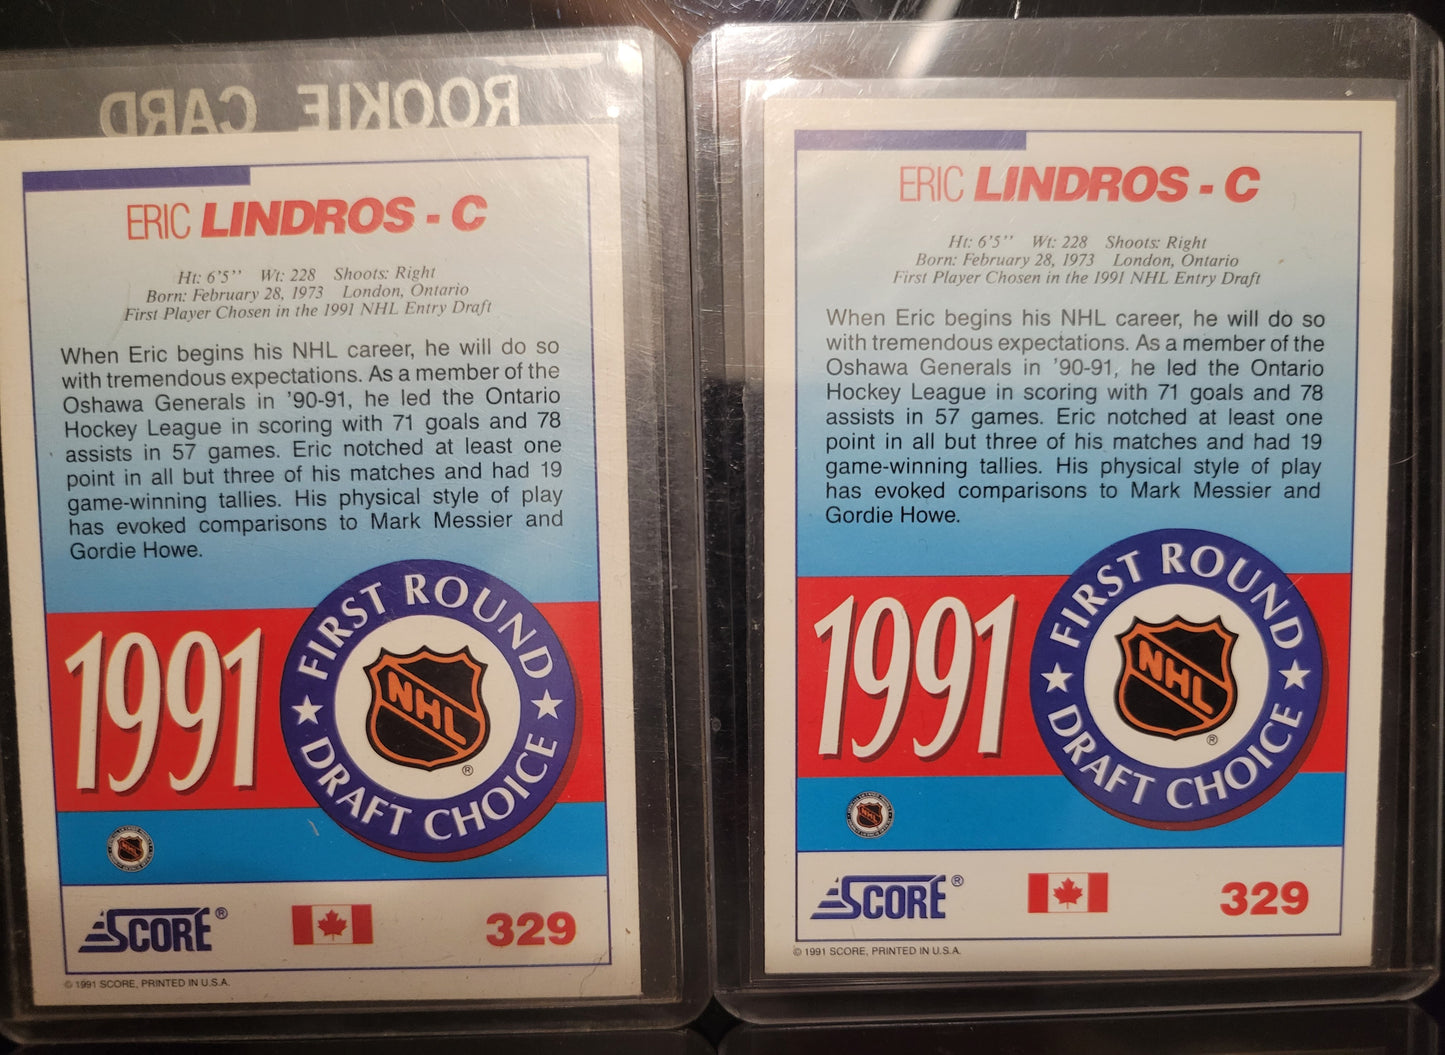 ROOKIE CARD
ERIC LINDROS - C
Ht: 6'5'' Wt: 228 Shoots: Right
Born: February 28, 1973 London, Ontario
First Player Chosen in the 1991 NHL Entry Draft
When Eric begins his NHL career, he will do so
with tremendous expectations. As a member of the
Oshawa Generals in '90-91, he led the Ontario
Hockey League in scoring with 71 goals and 78
assists in 57 games. Eric notched at least one
point in all but three of his matches and had 19
game-winning tallies. His physical style of play
has evoked comparisons to Mark Messier and
Gordie Howe.
1991
FIRST ROUND
★ DRAFT CHOICE ★
NHL
®
NHL
SCORE®
329
© 1991 SCORE, PRINTED IN U.S.A.
ERIC LINDROS - C
Ht: 6'5'' Wt: 228 Shoots: Right
Born: February 28, 1973 London, Ontario
First Player Chosen in the 1991 NHL Entry Draft
When Eric begins his NHL career, he will do so
with tremendous expectations. As a member of the
Oshawa Generals in '90-91, he led the Ontario
Hockey League in scoring with 71 goals and 78
assists in 57 games. Eric notched at least one
point in all but three of his matches and had 19
game-winning tallies. His physical style of play
has evoked comparisons to Mark Messier and
Gordie Howe.
1991
FIRST ROUND
★ DRAFT CHOICE ★
NHL
®
NHL
SCORE®
329
© 1991 SCORE, PRINTED IN U.S.A.